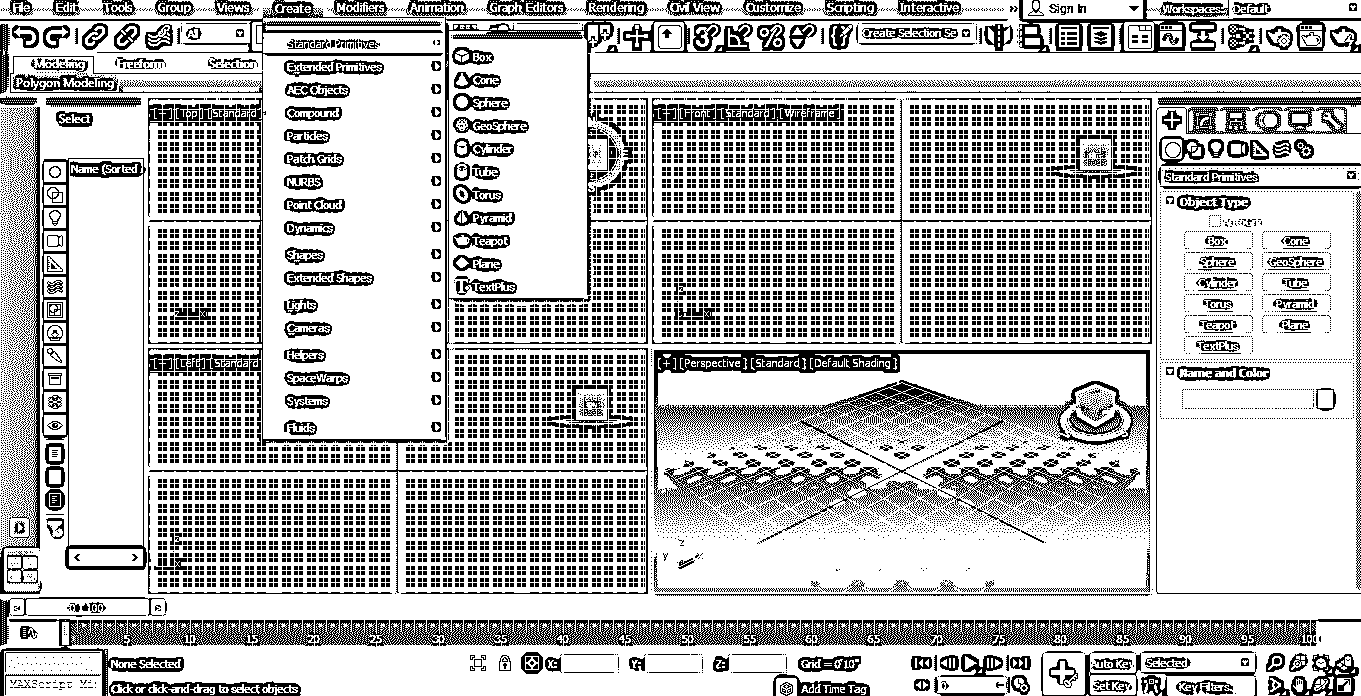 File Edit Tools Group Views Create Modifiers Animation Graph Editors Rendering Civil View Customize Scripting Interactive Sign In Workspaces: Default
All Create Selection Se
Modeling Freeform Selection
Polygon Modeling
Select
Name (Sorted
Standard Primitives
Extended Primitives
AEC Objects
Compound
Particles
Patch Grids
NURBS
Point Cloud
Dynamics
Shapes
Extended Shapes
Lights
Cameras
Helpers
SpaceWarps
Systems
Fluids
Box
Cone
Sphere
GeoSphere
Cylinder
Tube
Torus
Pyramid
Teapot
Plane
TextPlus
[+] [Top] [Standard]
[+] [Front] [Standard] [Wireframe]
[+] [Left] [Standard
[+] [Perspective] [Standard] [Default Shading]
Standard Primitives
Object Type
Box Cone
Sphere GeoSphere
Cylinder Tube
Torus Pyramid
Teapot Plane
TextPlus
Name and Color
z
y
0 / 100
5 10 15 20 25 30 35 40 45 50 55 60 65 70 75 80 85 90 95 100
None Selected X: Y: Z: Grid = 0'10" Auto Key Selected
MAXScript Mi Click or click-and-drag to select objects Add Time Tag 0 Set Key Key Filters...